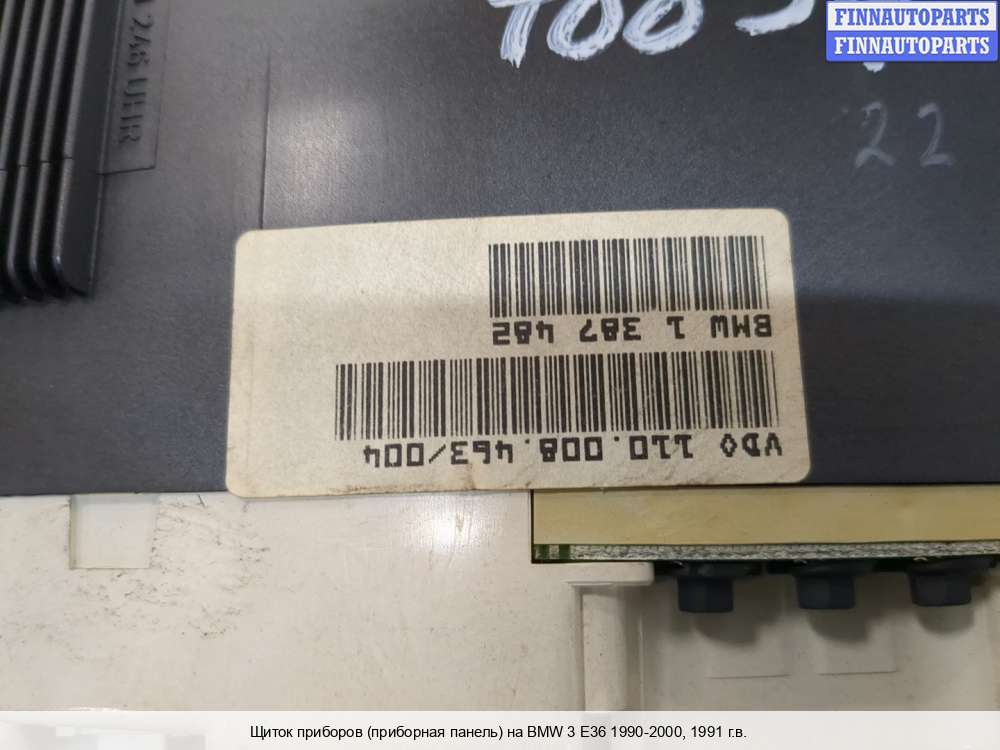 FINNAUTOPARTS
FINNAUTOPARTS
22
BMW 1 387 482
VDO 110.008.463/004
Щиток приборов (приборная панель) на BMW 3 E36 1990-2000, 1991 г.в.